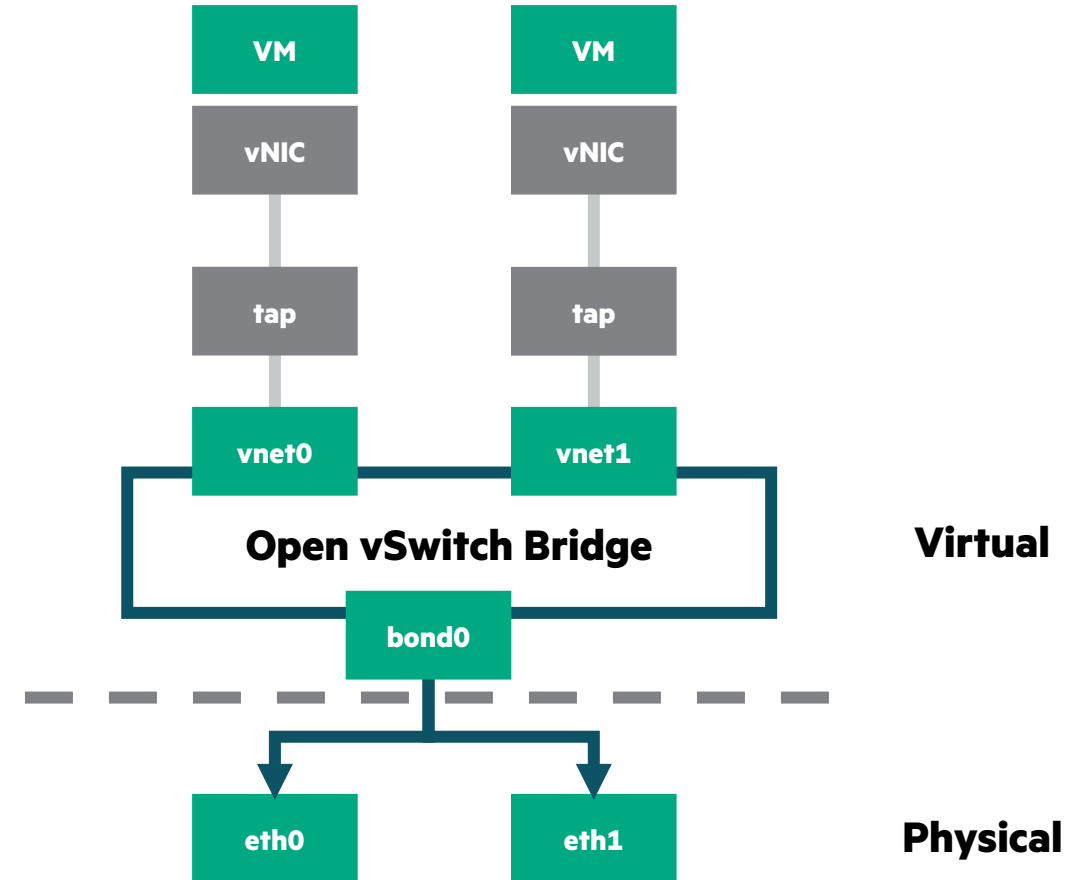 VM
VM
vNIC
vNIC
tap
tap
vnet0
vnet1
Open vSwitch Bridge
Virtual
bond0
eth0
eth1
Physical